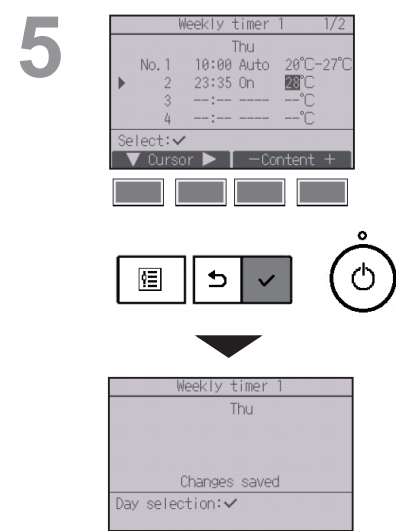 5
Weekly timer 1 1/2
Thu
No. 1 10:00 Auto 20°C-27°C
▶ 2 23:35 On 28°C
3 --:-- ---- --°C
4 --:-- ---- --°C
Select:✓
▼ Cursor ▶ −Content +
Weekly timer 1
Thu
Changes saved
Day selection:✓